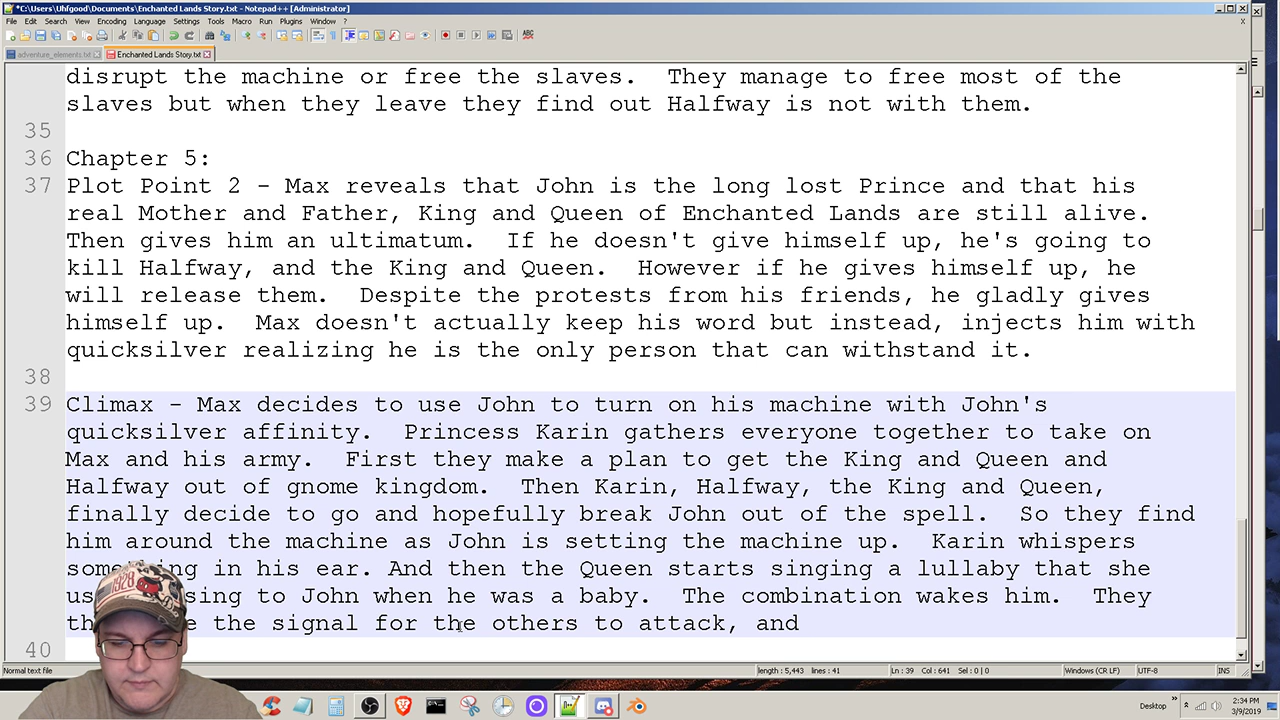 *C:\Users\Uhfgood\Documents\Enchanted Lands Story.txt - Notepad++ [Administrator]
File Edit Search View Encoding Language Settings Tools Macro Run Plugins Window ?
adventure_elements.txt Enchanted Lands Story.txt
disrupt the machine or free the slaves.  They manage to free most of the
slaves but when they leave they find out Halfway is not with them.
35
36 Chapter 5:
37 Plot Point 2 - Max reveals that John is the long lost Prince and that his
real Mother and Father, King and Queen of Enchanted Lands are still alive.
Then gives him an ultimatum.  If he doesn't give himself up, he's going to
kill Halfway, and the King and Queen.  However if he gives himself up, he
will release them.  Despite the protests from his friends, he gladly gives
himself up.  Max doesn't actually keep his word but instead, injects him with
quicksilver realizing he is the only person that can withstand it.
38
39 Climax - Max decides to use John to turn on his machine with John's
quicksilver affinity.  Princess Karin gathers everyone together to take on
Max and his army.  First they make a plan to get the King and Queen and
Halfway out of gnome kingdom.  Then Karin, Halfway, the King and Queen,
finally decide to go and hopefully break John out of the spell.  So they find
him around the machine as John is setting the machine up.  Karin whispers
something in his ear. And then the Queen starts singing a lullaby that she
sing to John when he was a baby.  The combination wakes him.  They
the signal for the others to attack, and
40
1928
Normal text file length : 5,443 lines : 41 Ln : 39 Col : 641 Sel : 0 | 0 Windows (CR LF) UTF-8 INS
Desktop 2:34 PM
3/9/2019